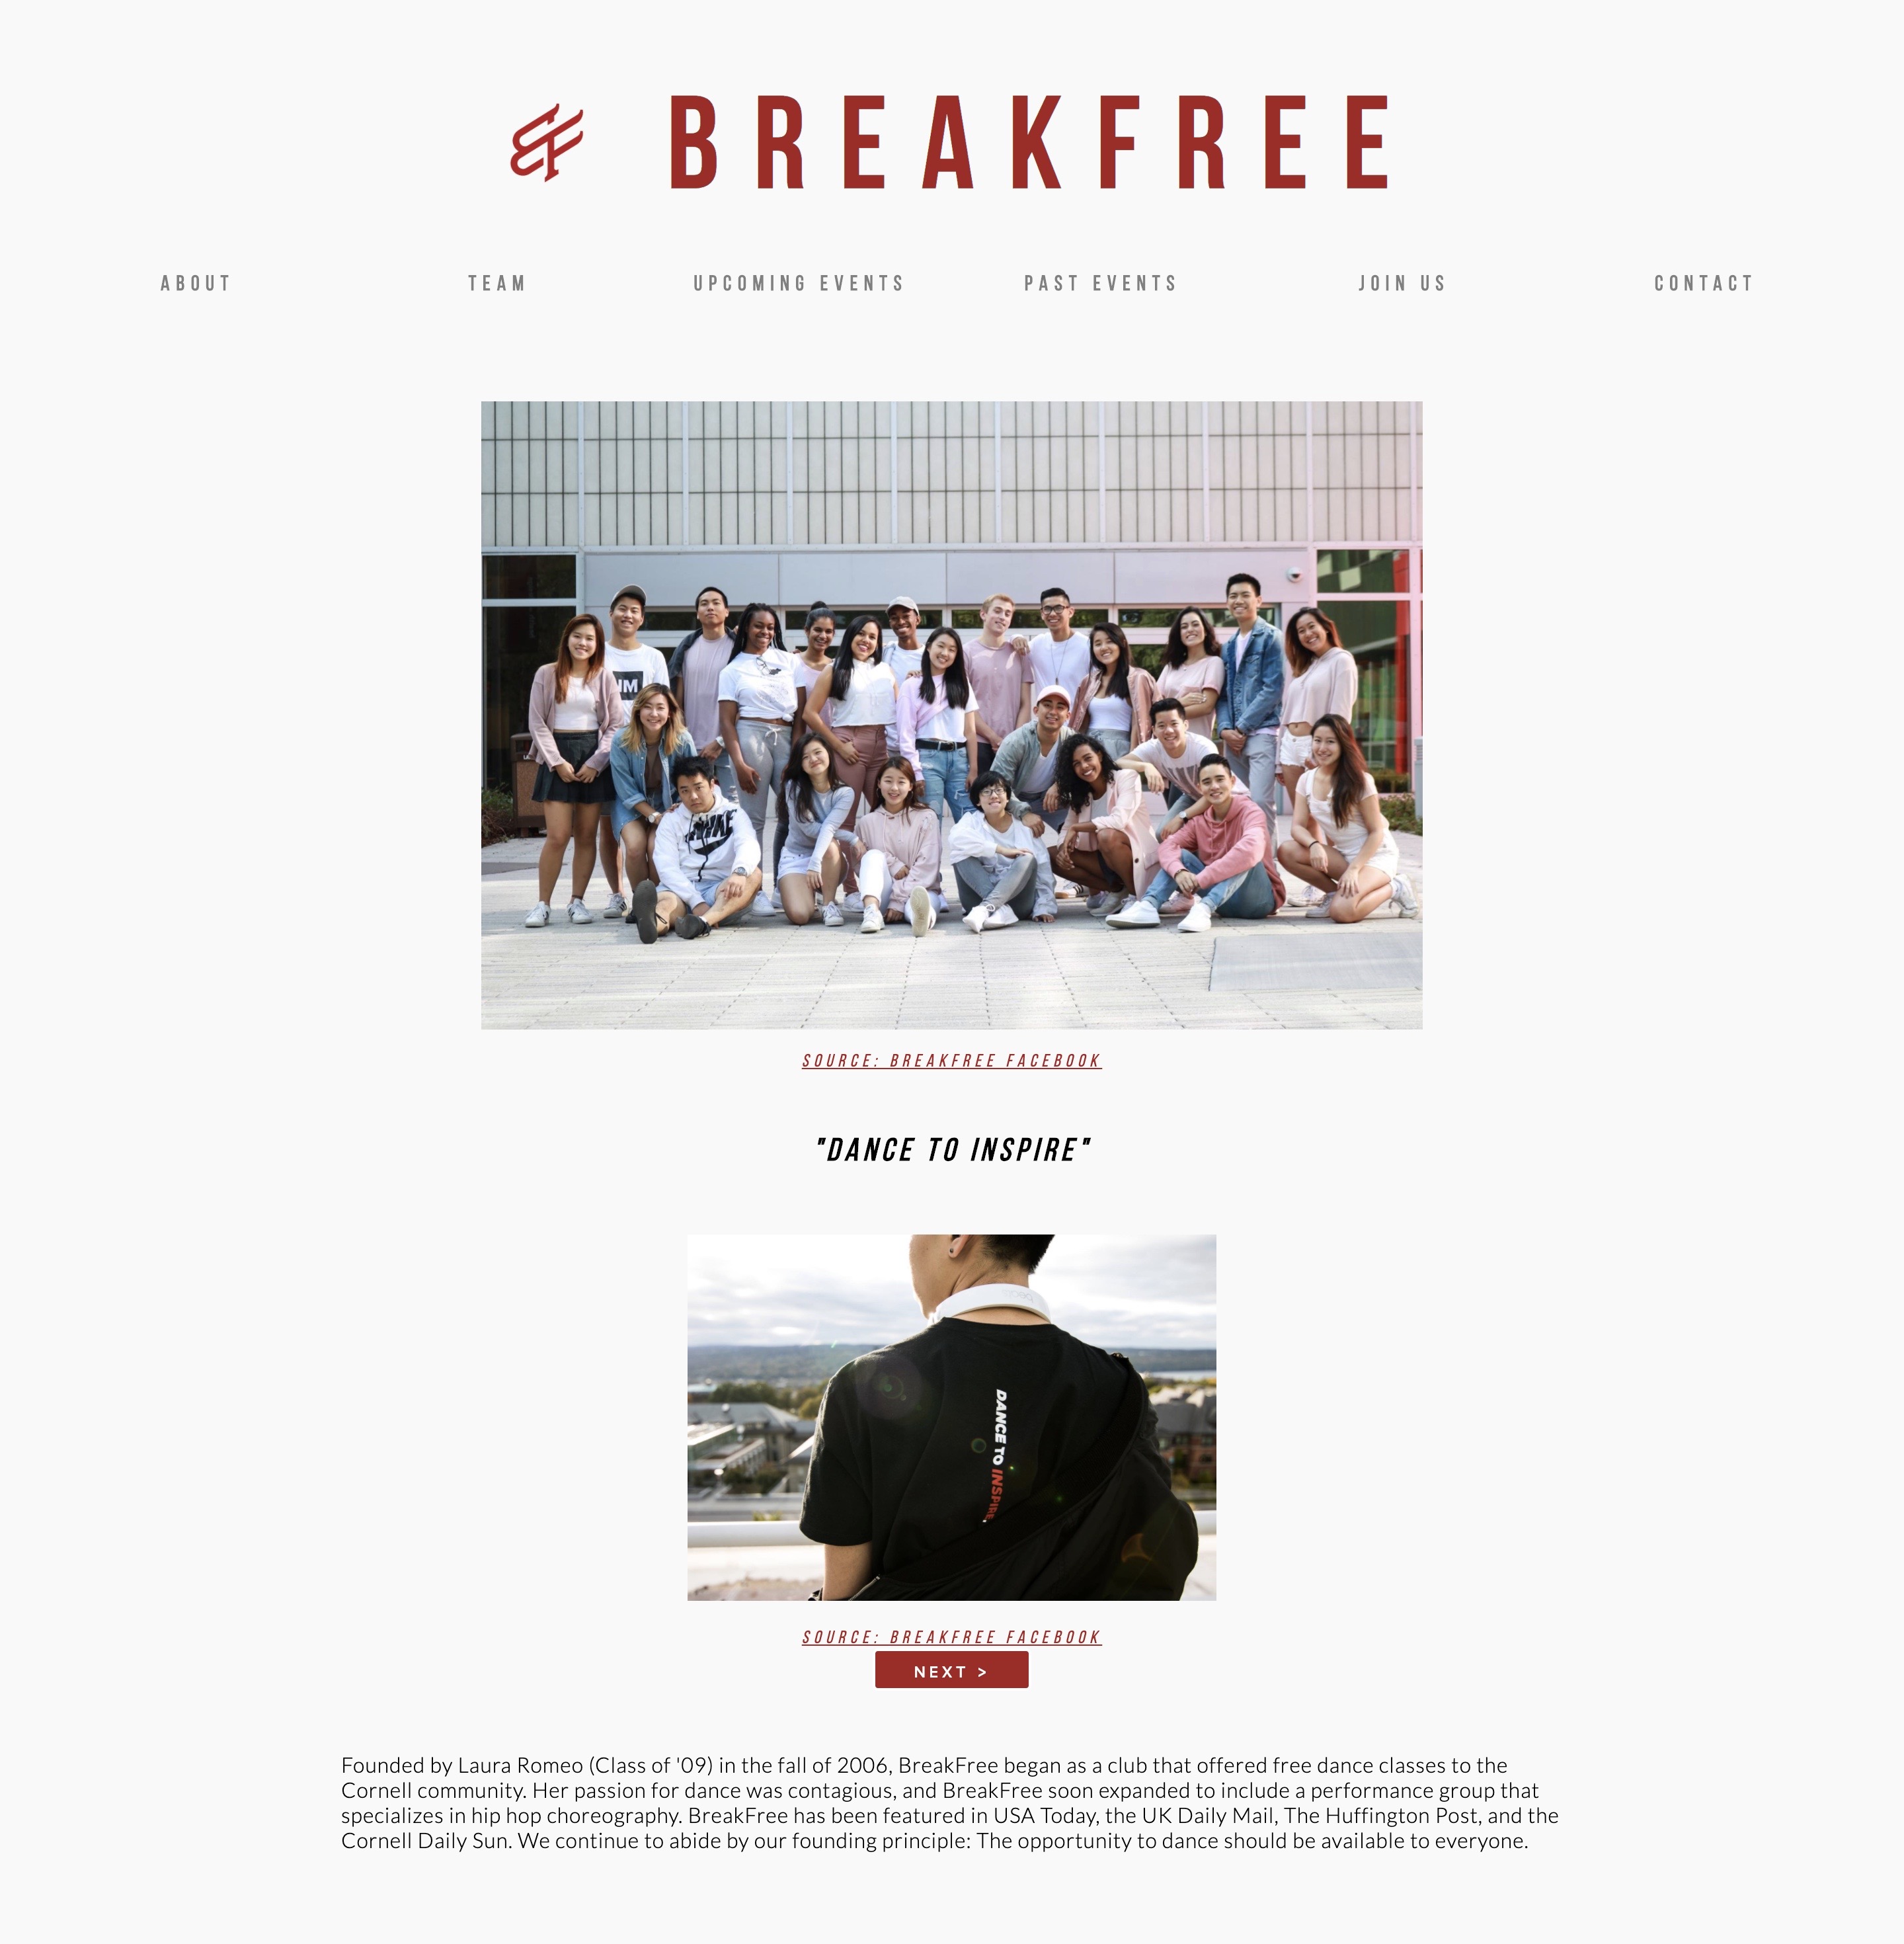 BREAKFREE
ABOUT TEAM UPCOMING EVENTS PAST EVENTS JOIN US CONTACT
SOURCE: BREAKFREE FACEBOOK
"DANCE TO INSPIRE"
DANCE TO INSPIRE
SOURCE: BREAKFREE FACEBOOK
NEXT >
Founded by Laura Romeo (Class of '09) in the fall of 2006, BreakFree began as a club that offered free dance classes to the
Cornell community. Her passion for dance was contagious, and BreakFree soon expanded to include a performance group that
specializes in hip hop choreography. BreakFree has been featured in USA Today, the UK Daily Mail, The Huffington Post, and the
Cornell Daily Sun. We continue to abide by our founding principle: The opportunity to dance should be available to everyone.